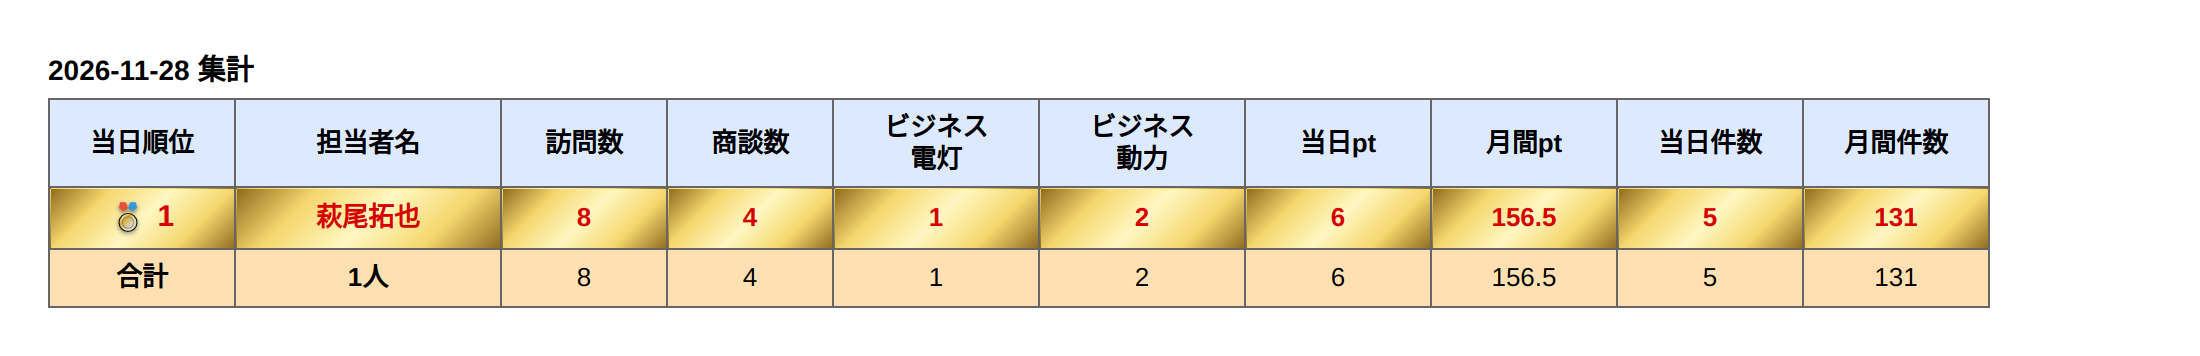 2026-11-28 集計
当日順位 担当者名 訪問数 商談数 ビジネス電灯 ビジネス動力 当日pt 月間pt 当日件数 月間件数
1 萩尾拓也 8 4 1 2 6 156.5 5 131
合計 1人 8 4 1 2 6 156.5 5 131